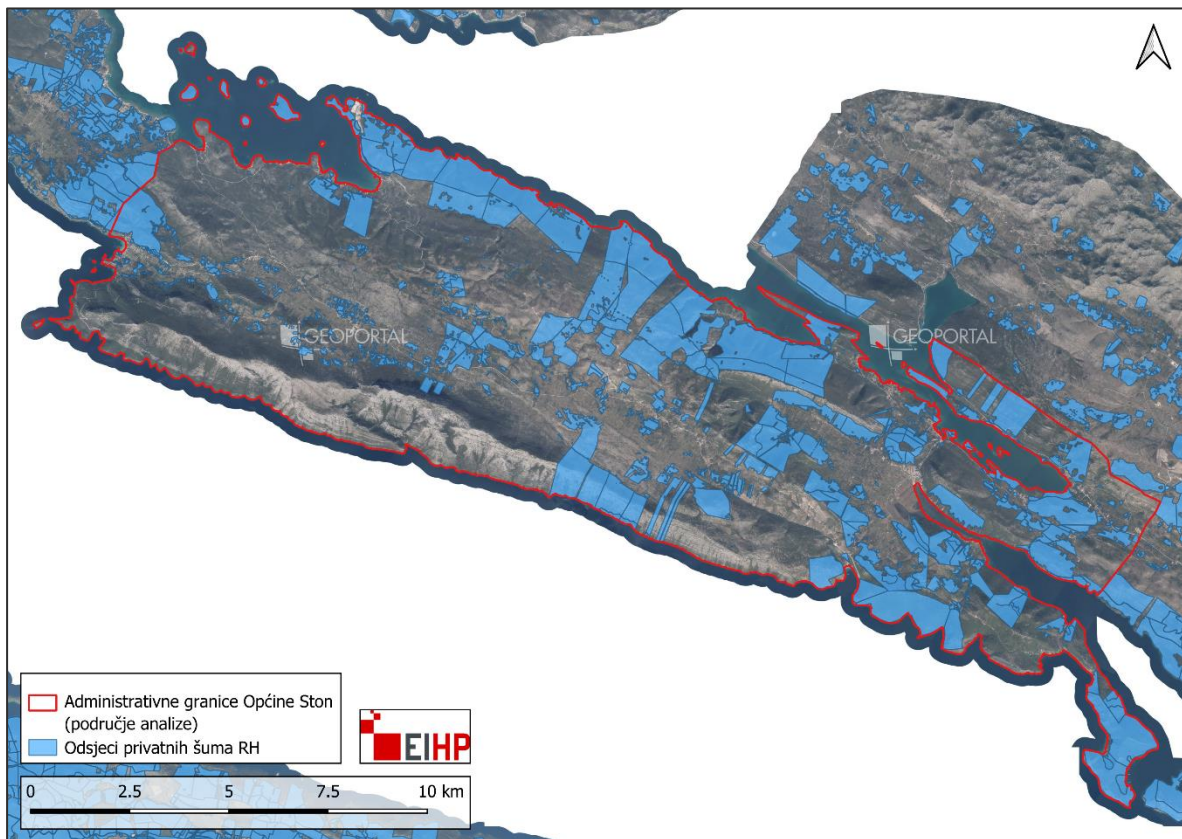 GEOPORTAL
GEOPORTAL
Administrativne granice Općine Ston
(područje analize)
Odsjeci privatnih šuma RH
EIHP
0 2.5 5 7.5 10 km